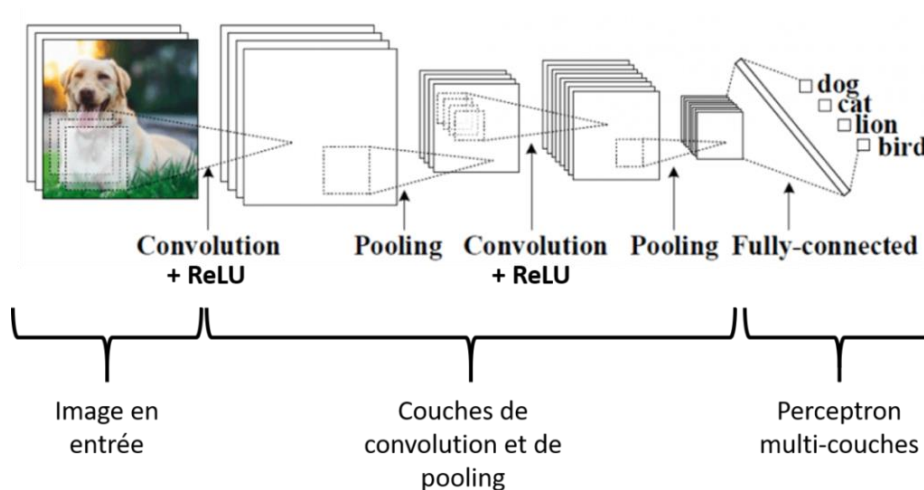 dog
cat
lion
bird
Convolution Pooling Convolution Pooling Fully-connected
+ ReLU + ReLU
Image en
entrée
Couches de
convolution et de
pooling
Perceptron
multi-couches